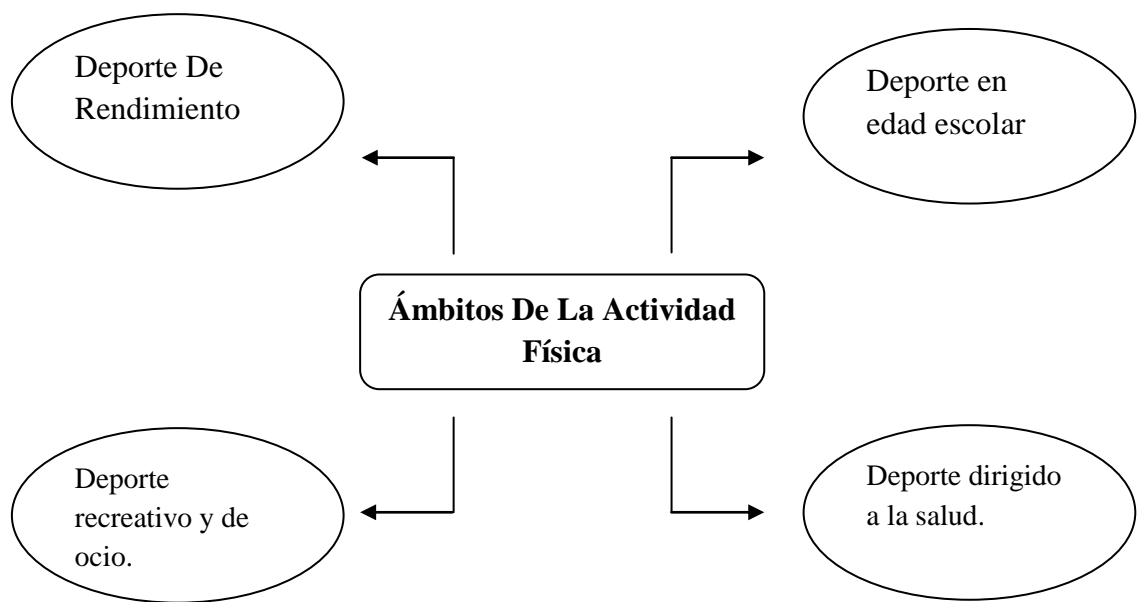 Deporte De
Rendimiento
Deporte en
edad escolar
Ámbitos De La Actividad
Física
Deporte
recreativo y de
ocio.
Deporte dirigido
a la salud.